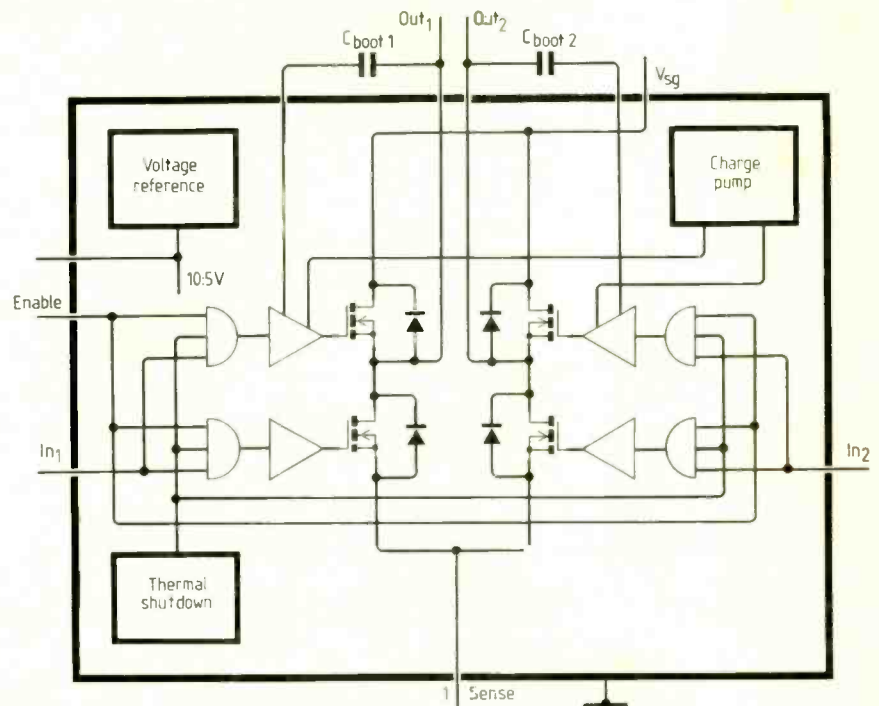 Out1
Out2
Cboot 1
Cboot 2
Vsg
Voltage
reference
Charge
pump
10:5V
Enable
In1
In2
Thermal
shutdown
1
Sense